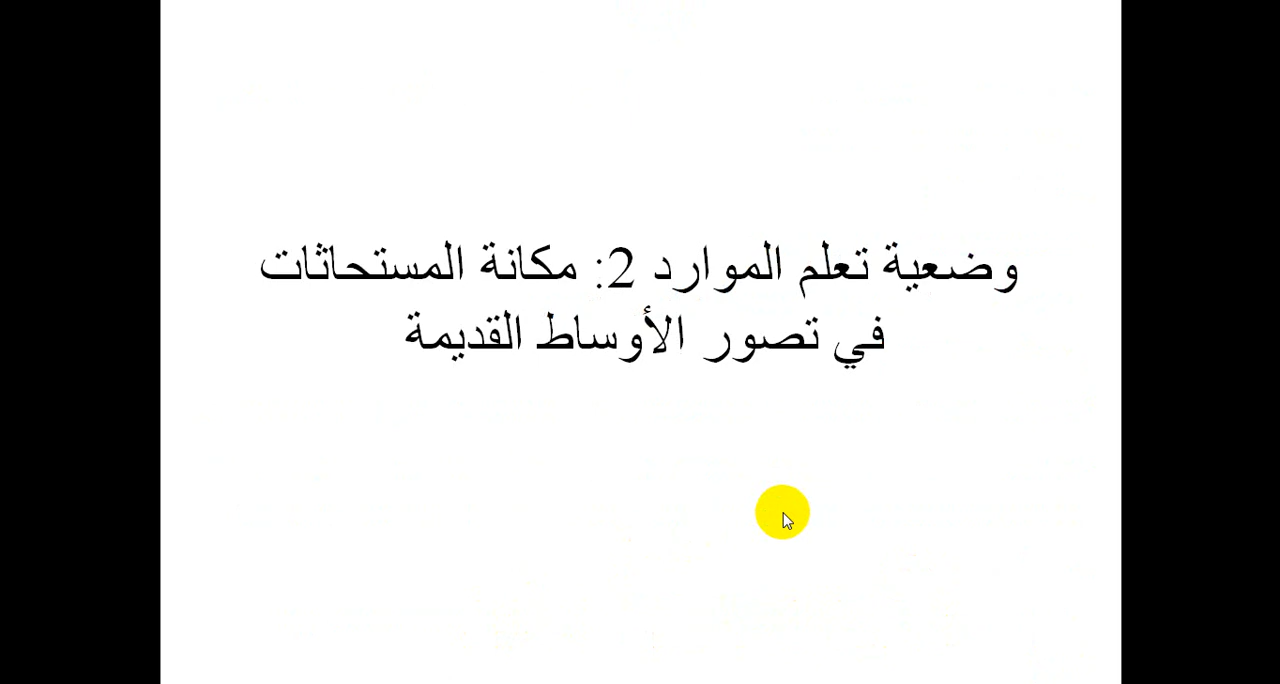 وضعية تعلم الموارد 2: مكانة المستحاثات
في تصور الأوساط القديمة